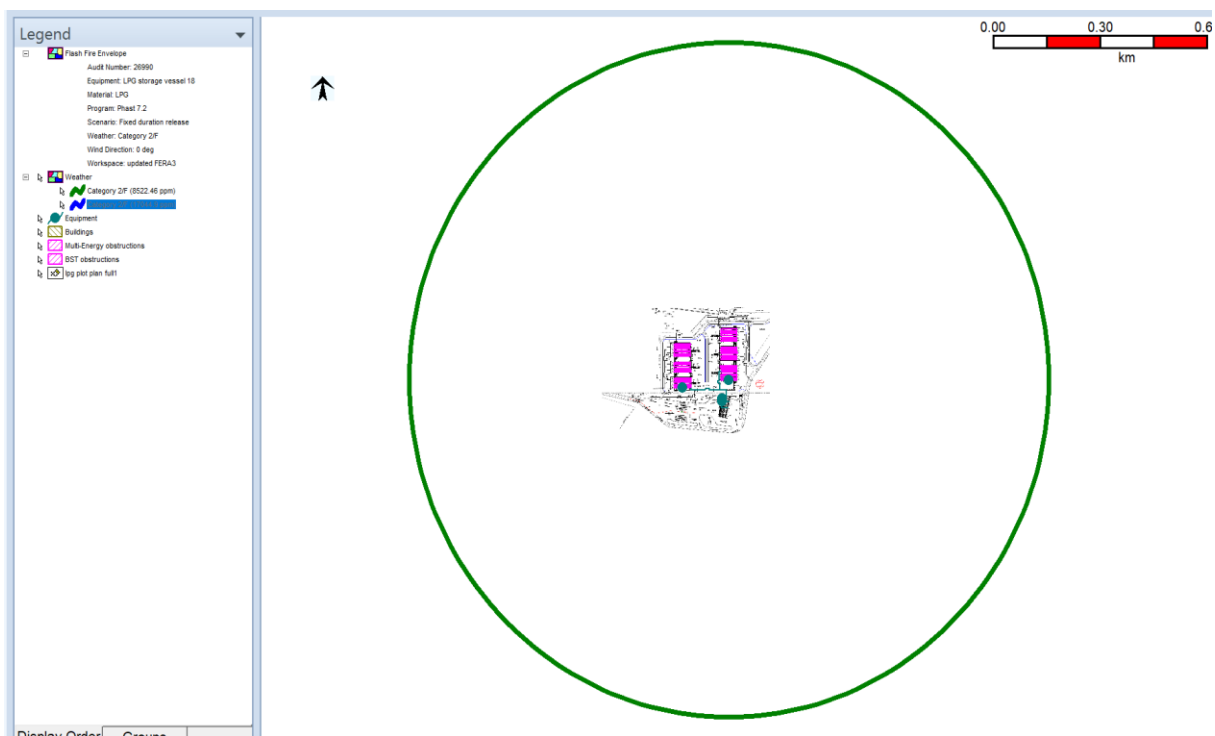 Legend
Flash Fire Envelope
Audit Number: 26990
Equipment: LPG storage vessel 18
Material: LPG
Program: Phast 7.2
Scenario: Fixed duration release
Weather: Category 2/F
Wind Direction: 0 deg
Workspace: updated FERA3
Weather
Category 2/F (8522.46 ppm)
Equipment
Buildings
Multi-Energy obstructions
BST obstructions
lpg plot plan full1
Display Order Groups
0.00 0.30 0.6
km